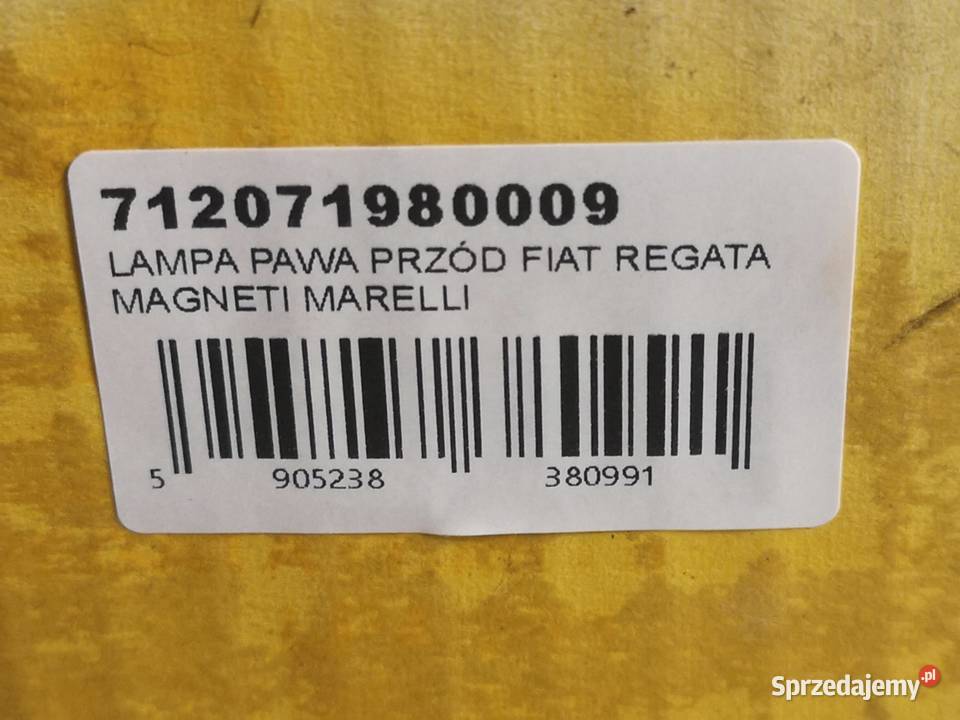 712071980009
LAMPA PAWA PRZÓD FIAT REGATA
MAGNETI MARELLI
5 905238 380991
Sprzedajemy.pl